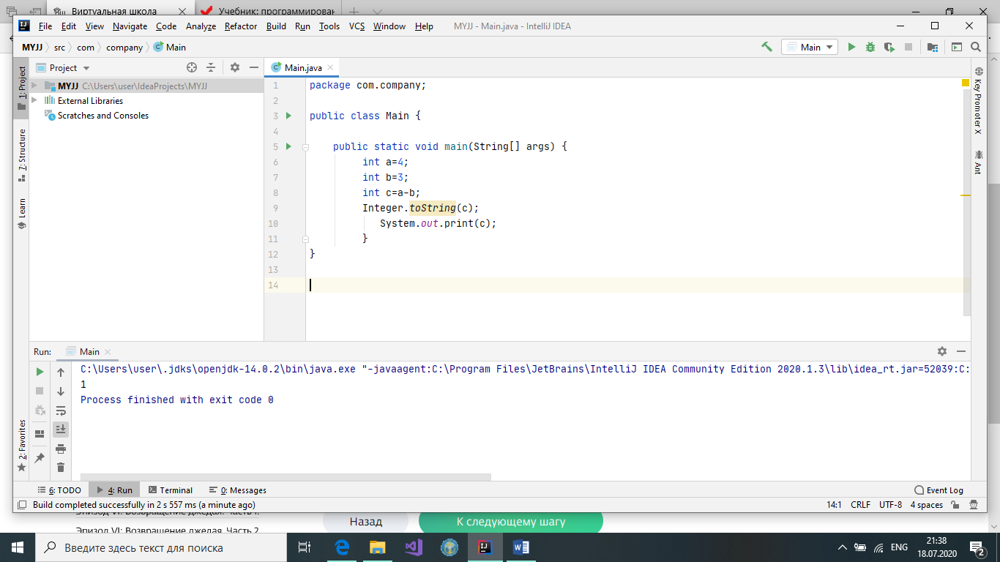 Виртуальная школа
Учебник: программирован
File Edit View Navigate Code Analyze Refactor Build Run Tools VCS Window Help MYJJ - Main.java - IntelliJ IDEA
MYJJ src com company Main
Main
Project
Main.java
1: Project
7: Structure
Learn
2: Favorites
MYJJ C:\Users\user\IdeaProjects\MYJJ
External Libraries
Scratches and Consoles
1 package com.company;
2
3 public class Main {
4
5 public static void main(String[] args) {
6 int a=4;
7 int b=3;
8 int c=a-b;
9 Integer.toString(c);
10 System.out.print(c);
11 }
12 }
13
14
Key Promoter X
Ant
Run: Main
C:\Users\user\.jdks\openjdk-14.0.2\bin\java.exe "-javaagent:C:\Program Files\JetBrains\IntelliJ IDEA Community Edition 2020.1.3\lib\idea_rt.jar=52039:C:
1
Process finished with exit code 0
6: TODO 4: Run Terminal 0: Messages Event Log
Build completed successfully in 2 s 557 ms (a minute ago) 14:1 CRLF UTF-8 4 spaces
Эпизод VI: Возвращение джедая. Часть 2
Назад
К следующему шагу
Введите здесь текст для поиска
ENG
21:38
18.07.2020
2